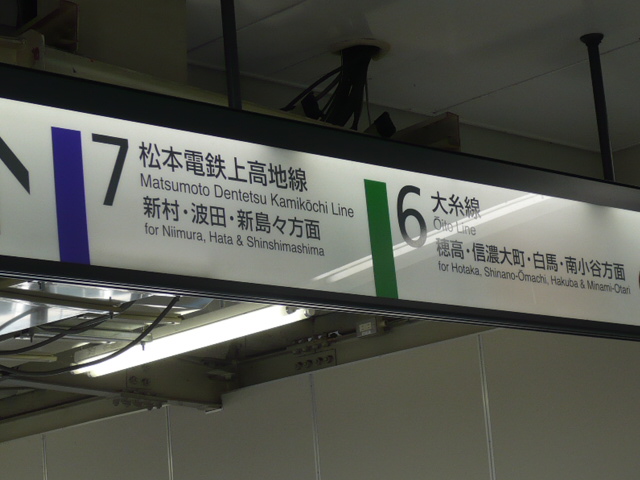 7
松本電鉄上高地線
Matsumoto Dentetsu Kamikōchi Line
新村・波田・新島々方面
for Niimura, Hata & Shinshimashima
6
大糸線
Ōito Line
穂高・信濃大町・白馬・南小谷方面
for Hotaka, Shinano-Ōmachi, Hakuba & Minami-Otari